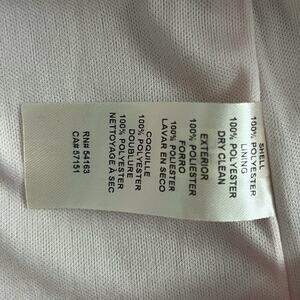 SHELL
100% POLYESTER
LINING
100% POLYESTER
DRY CLEAN
EXTERIOR
100% POLIESTER
FORRO
100% POLIESTER
LAVAR EN SECO
COQUILLE
100% POLYESTER
DOUBLURE
100% POLYESTER
NETTOYAGE À SEC
RN# 54163
CA# 57151